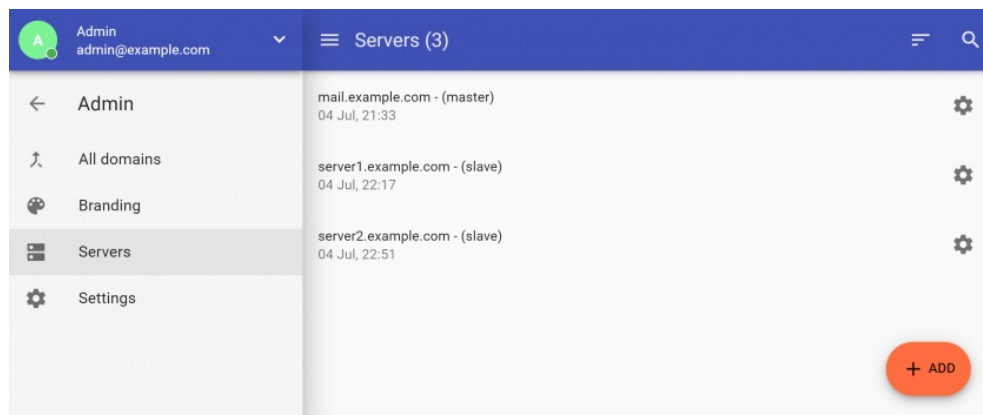 A
Admin
admin@example.com
Admin
All domains
Branding
Servers
Settings
Servers (3)
mail.example.com - (master)
04 Jul, 21:33
server1.example.com - (slave)
04 Jul, 22:17
server2.example.com - (slave)
04 Jul, 22:51
+ ADD